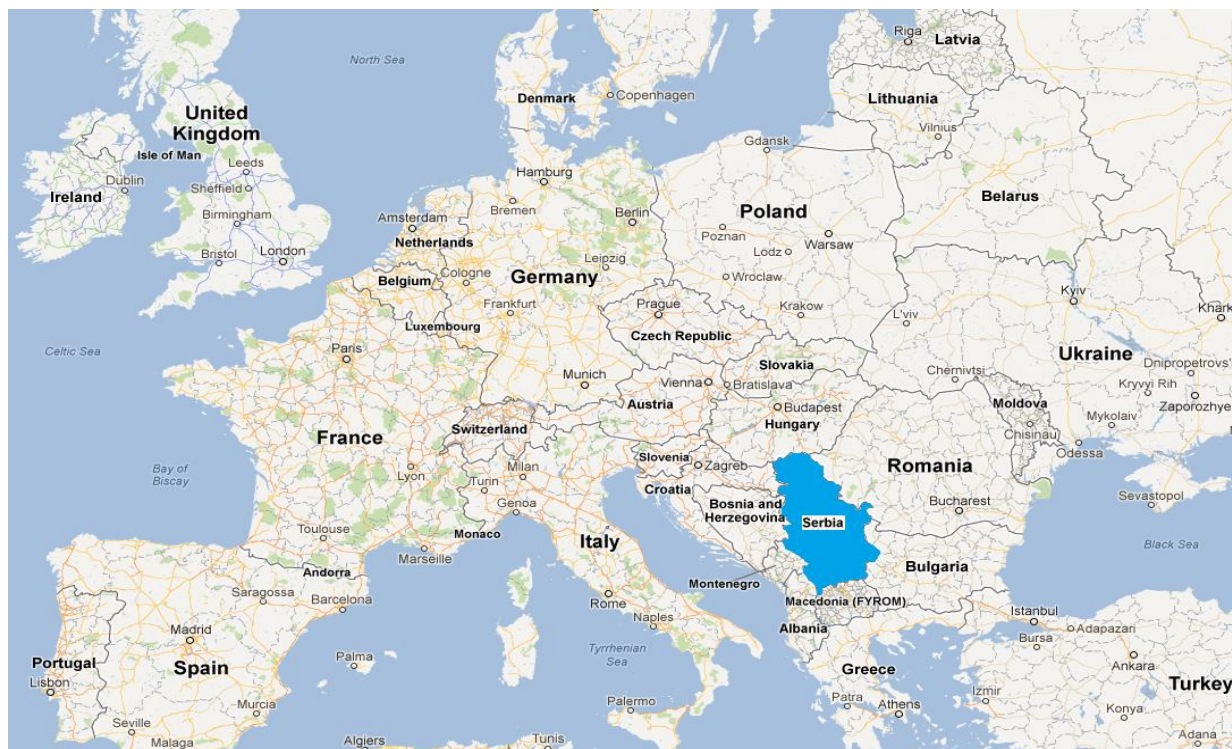 Riga
Latvia
North Sea
Denmark
Copenhagen
Lithuania
Vilnius
United
Kingdom
Isle of Man
Leeds
Gdansk
Dublin
Sheffield
Hamburg
Ireland
Belarus
Birmingham
Bremen
Berlin
Poland
Amsterdam
Netherlands
Poznan
Warsaw
Bristol
London
Lodz
Leipzig
Belgium
Cologne
Germany
Wroclaw
Kyiv
Frankfurt
Prague
Krakow
L'viv
Khark
Luxembourg
Czech Republic
Celtic Sea
Paris
Ukraine
Slovakia
Dnipropetrovs
Chernivtsi
Munich
Vienna
Bratislava
Kryvyi Rih
Austria
Moldova
Zaporozhye
Budapest
Mykolaiv
Hungary
Chisinau
Switzerland
France
Odessa
Slovenia
Zagreb
Romania
Bay of
Biscay
Lyon
Milan
Turin
Croatia
Sevastopol
Bosnia and
Herzegovina
Bucharest
Genoa
Serbia
Toulouse
Monaco
Italy
Black Sea
Marseille
Bulgaria
Andorra
Montenegro
Saragossa
Barcelona
Rome
Macedonia (FYROM)
Istanbul
Naples
Albania
Adapazari
Madrid
Bursa
Tyrrhenian
Sea
Portugal
Spain
Palma
Greece
Ankara
Lisbon
Turkey
Izmir
Palermo
Patra
Athens
Murcia
Konya
Seville
Malaga
Algiers
Tunis
Adana